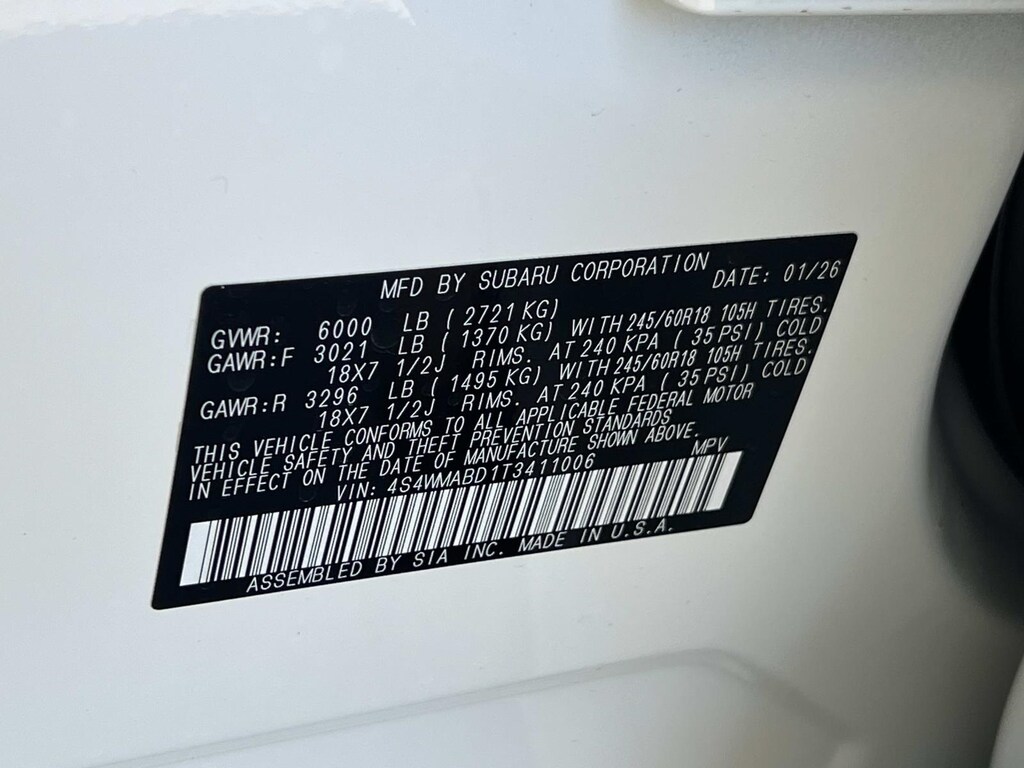 MFD BY SUBARU CORPORATION DATE: 01/26
GVWR: 6000 LB ( 2721 KG)
GAWR:F 3021 LB ( 1370 KG) WITH 245/60R18 105H TIRES.
18X7 1/2J RIMS. AT 240 KPA ( 35 PSI) COLD
GAWR:R 3296 LB ( 1495 KG) WITH 245/60R18 105H TIRES.
18X7 1/2J RIMS. AT 240 KPA ( 35 PSI) COLD
THIS VEHICLE CONFORMS TO ALL APPLICABLE FEDERAL MOTOR
VEHICLE SAFETY AND THEFT PREVENTION STANDARDS
IN EFFECT ON THE DATE OF MANUFACTURE SHOWN ABOVE.
VIN: 4S4WMABD1T3411006 MPV
ASSEMBLED BY SIA INC. MADE IN U.S.A.